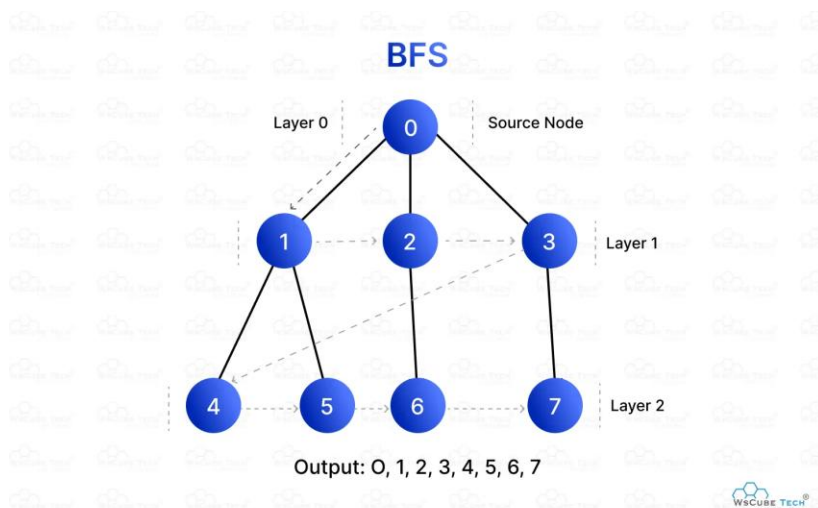 BFS
Layer 0
0
Source Node
1
2
3
Layer 1
4
5
6
7
Layer 2
Output: 0, 1, 2, 3, 4, 5, 6, 7
WsCube Tech®